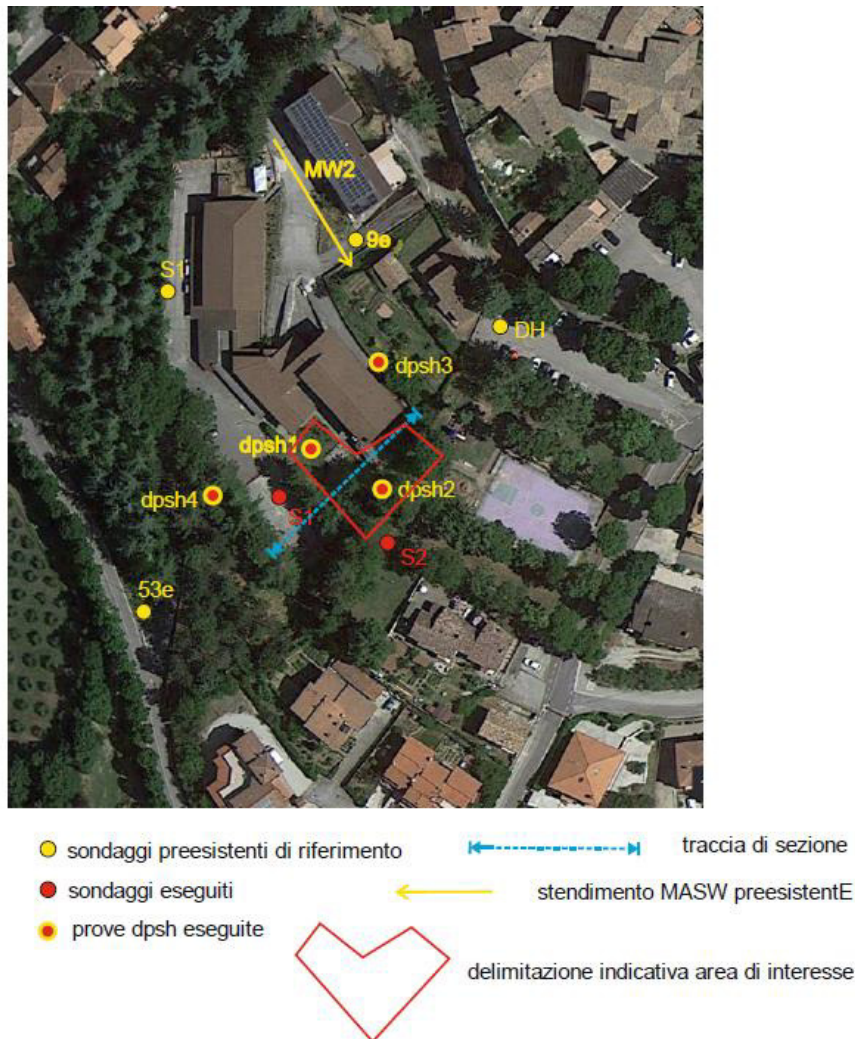 MW2
9e
S1
DH
dpsh3
dpsh1
dpsh4
dpsh2
S1
S2
53e
sondaggi preesistenti di riferimento
traccia di sezione
sondaggi eseguiti
stendimento MASW preesistentE
prove dpsh eseguite
delimitazione indicativa area di interesse